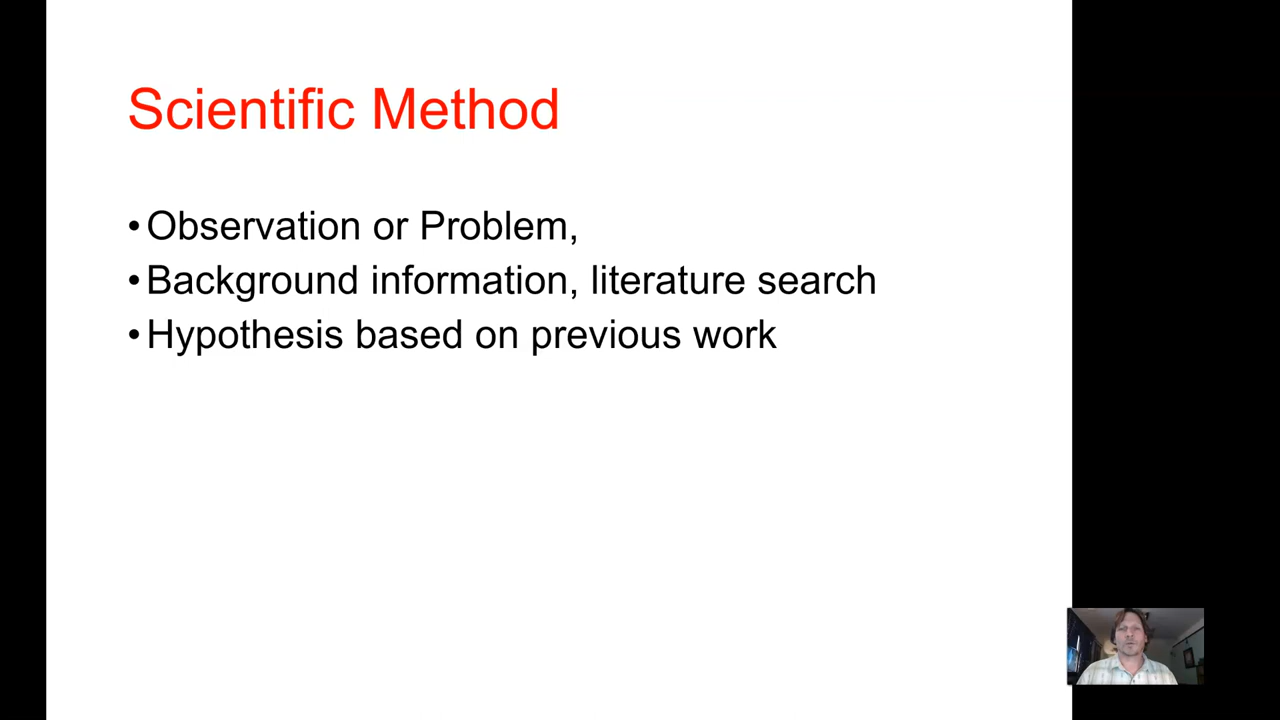 Scientific Method
•Observation or Problem,
•Background information, literature search
•Hypothesis based on previous work